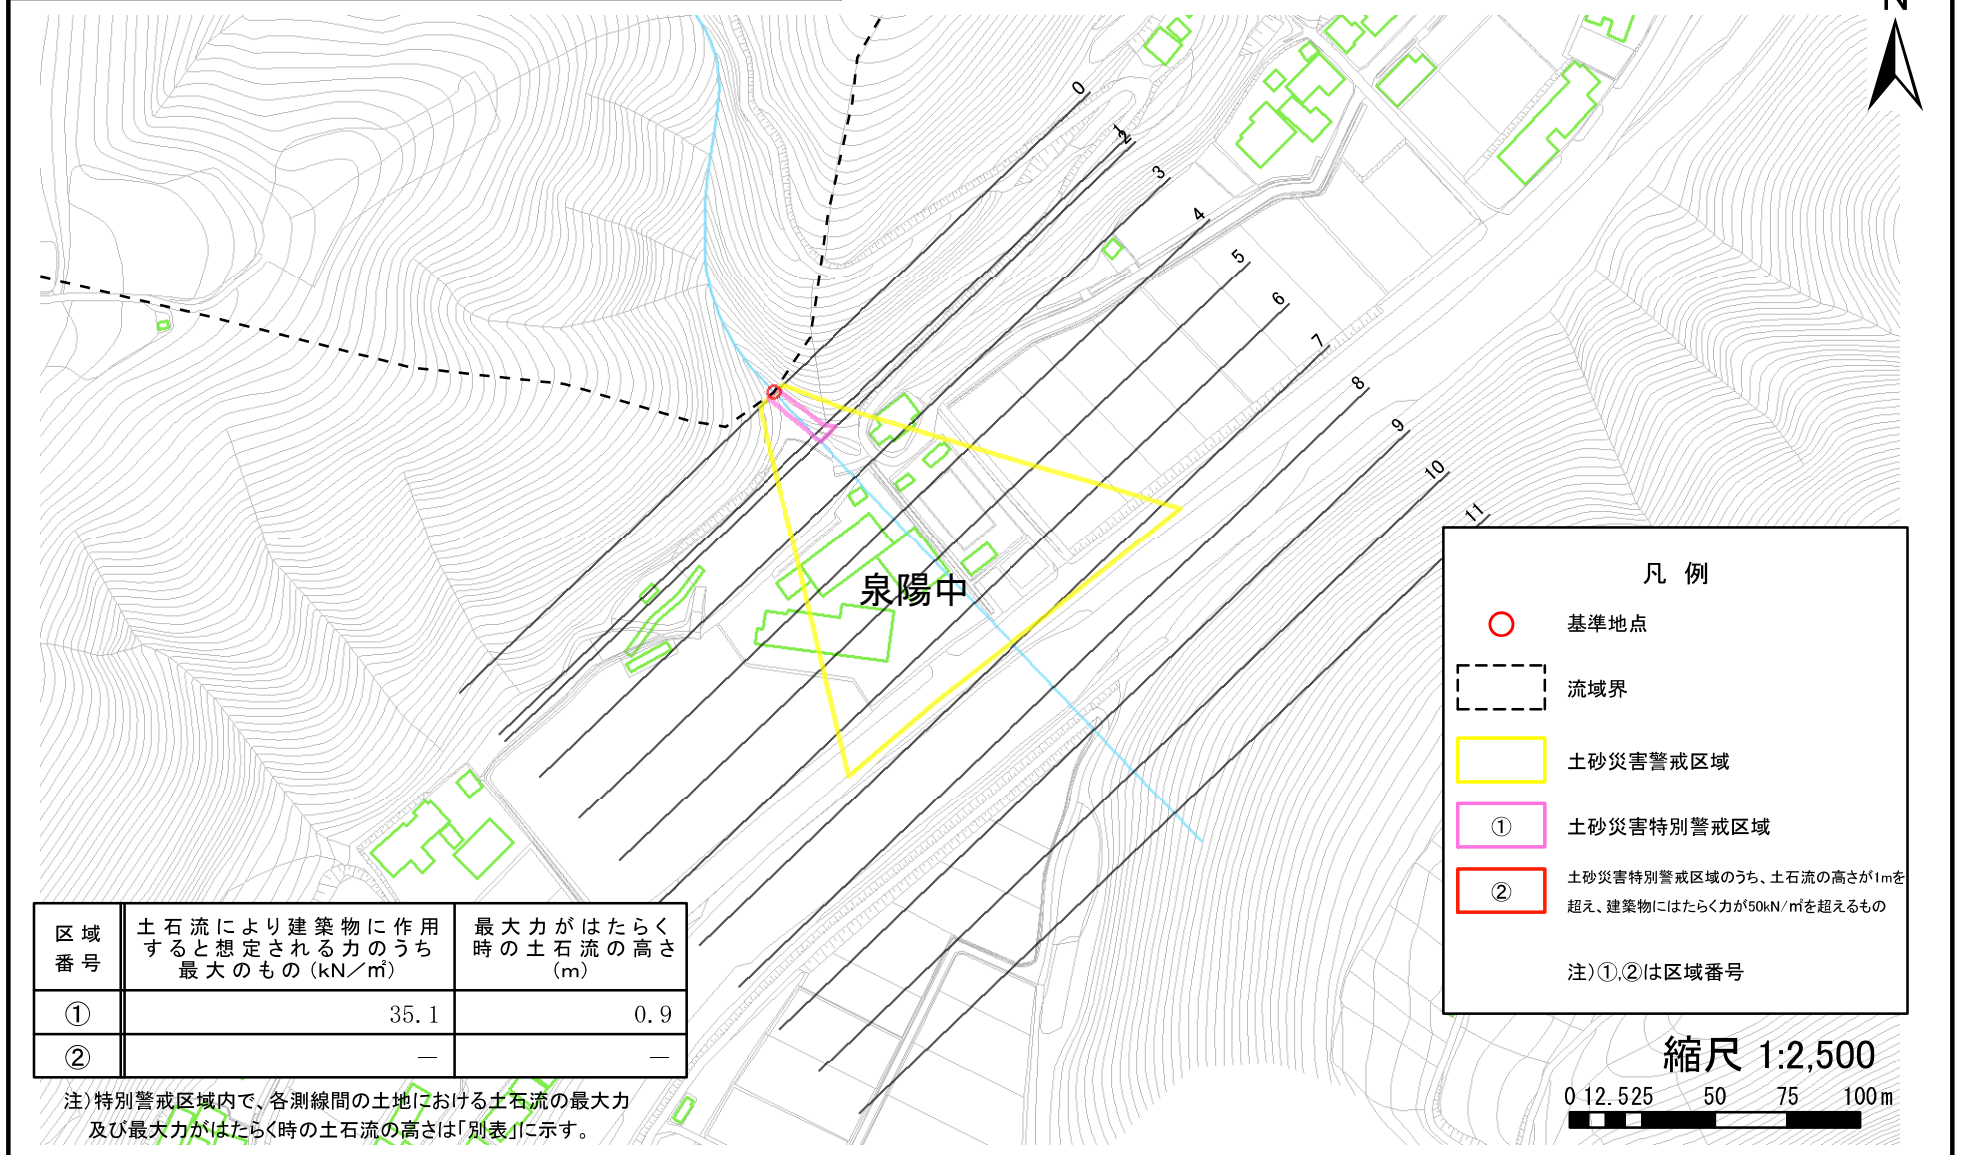 N
0
1
2
3
4
5
6
7
8
9
10
11
泉陽中
凡 例
基準地点
流域界
土砂災害警戒区域
① 土砂災害特別警戒区域
② 土砂災害特別警戒区域のうち、土石流の高さが1mを
超え、建築物にはたらく力が50kN/㎡を超えるもの
注)①,②は区域番号
区域
番号
土石流により建築物に作用
すると想定される力のうち
最大のもの(kN/㎡)
最大力がはたらく
時の土石流の高さ
(m)
① 35.1 0.9
② — —
注)特別警戒区域内で、各測線間の土地における土石流の最大力
及び最大力がはたらく時の土石流の高さは「別表」に示す。
縮尺 1:2,500
0 12.5 25 50 75 100m